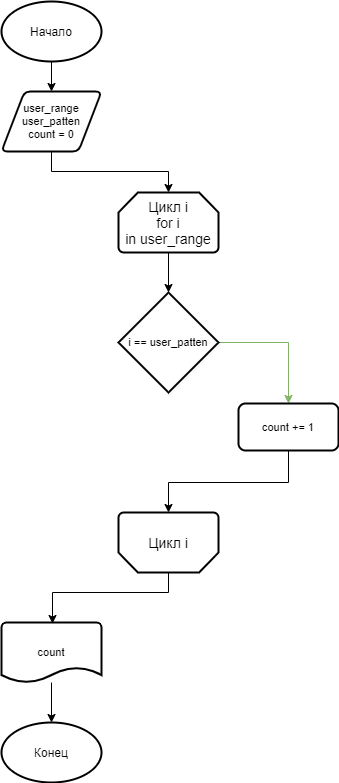 Начало
user_range
user_patten
count = 0
Цикл i
for i
in user_range
i == user_patten
count += 1
Цикл i
count
Конец